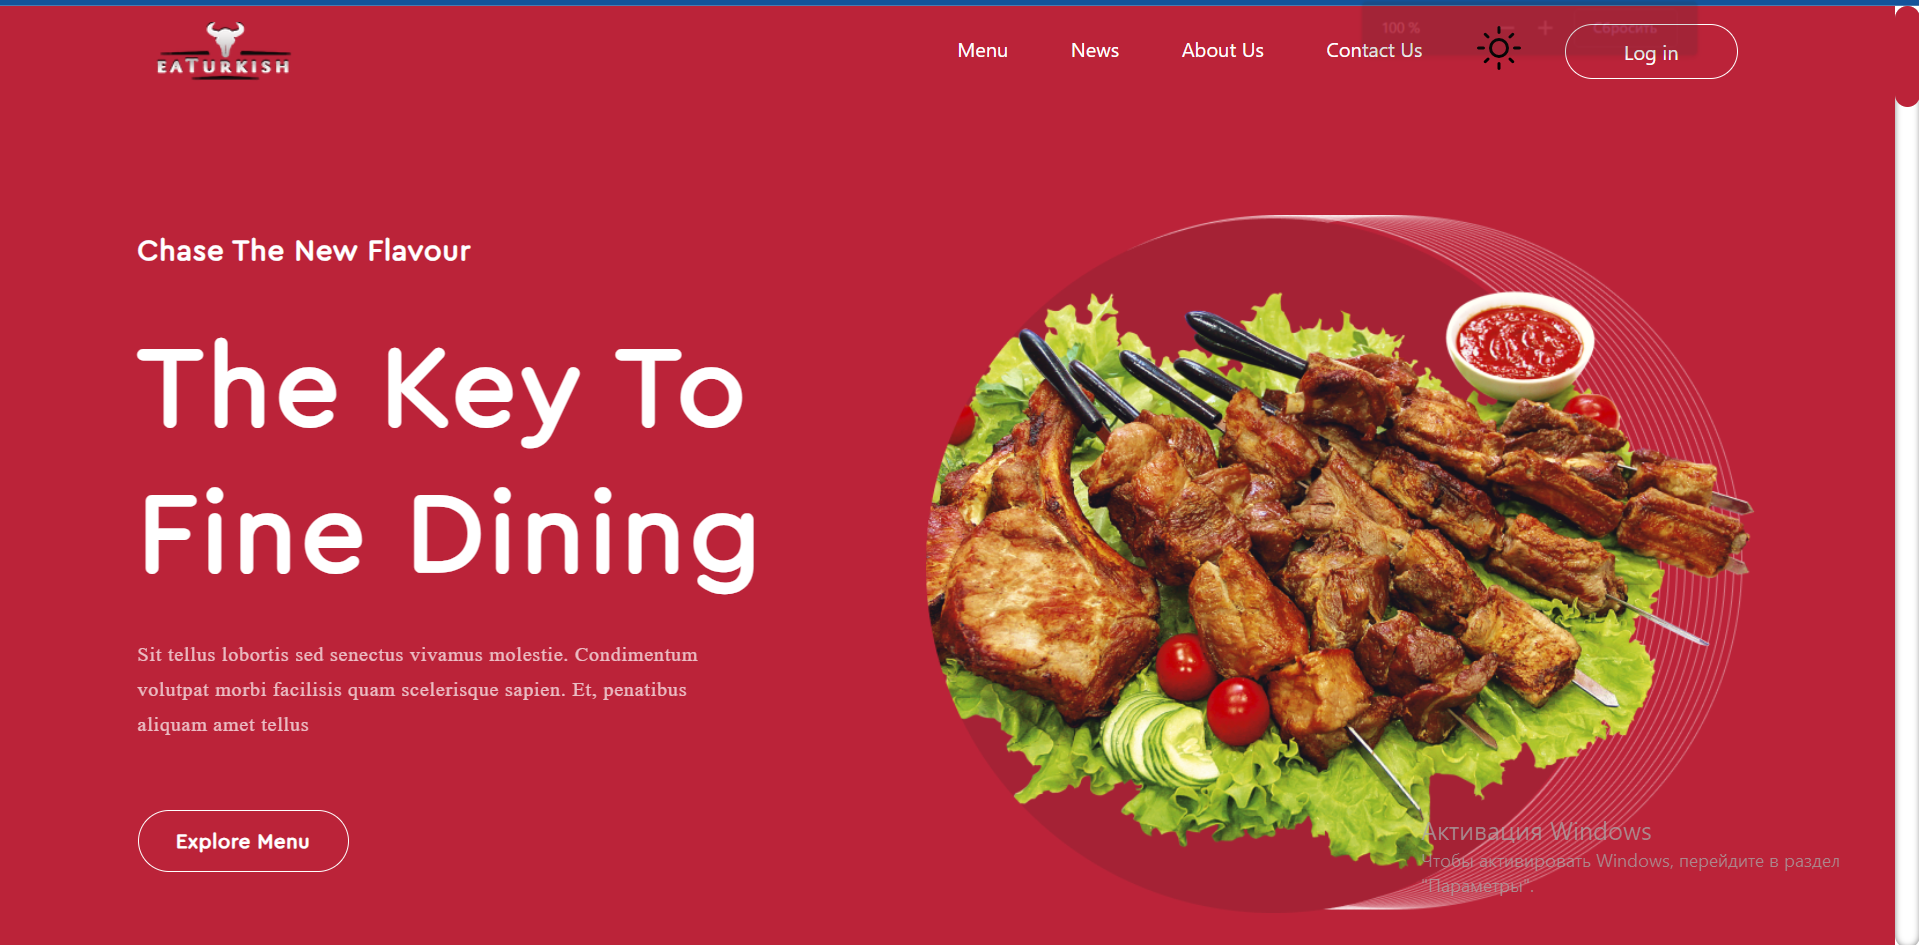 EATURKISH
Menu
News
About Us
Contact Us
100 %
Сбросить
Log in
Chase The New Flavour
The Key To
Fine Dining
Sit tellus lobortis sed senectus vivamus molestie. Condimentum
volutpat morbi facilisis quam scelerisque sapien. Et, penatibus
aliquam amet tellus
Explore Menu
Активация Windows
Чтобы активировать Windows, перейдите в раздел
"Параметры".